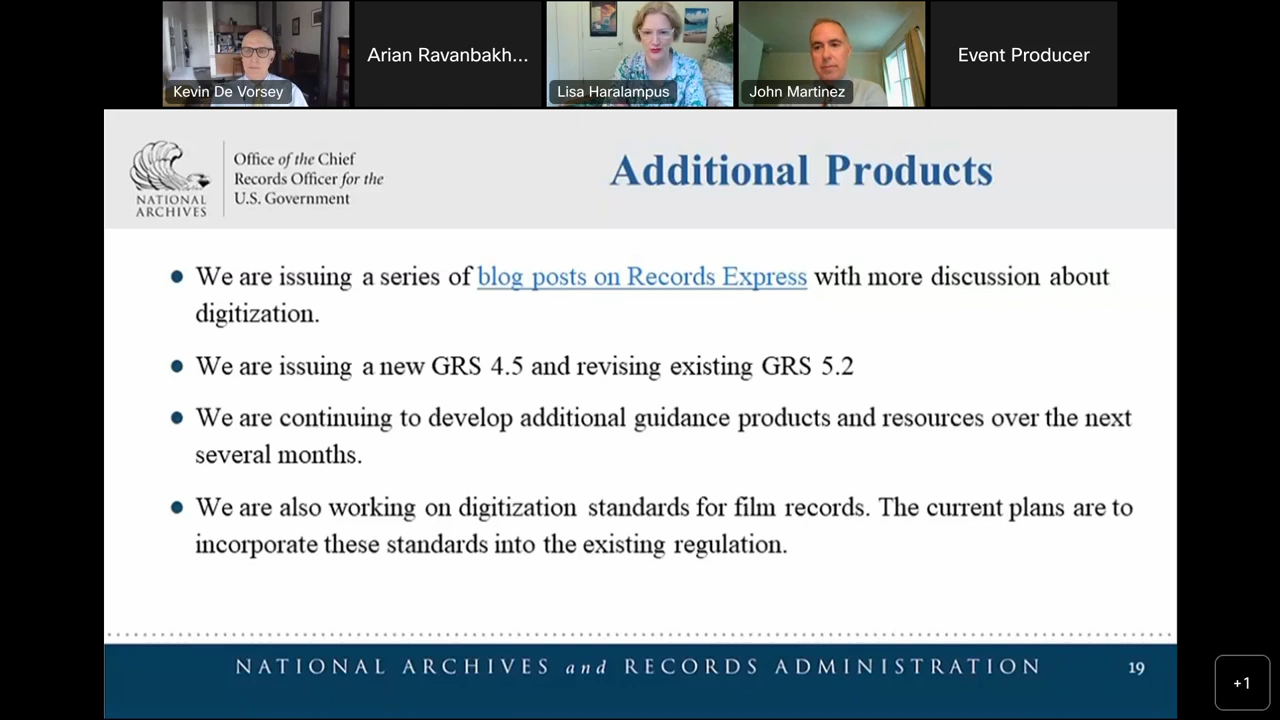 Kevin De Vorsey
Arian Ravanbakh...
Lisa Haralampus
John Martinez
Event Producer
NATIONAL
ARCHIVES
Office of the Chief
Records Officer for the
U.S. Government
Additional Products
● We are issuing a series of blog posts on Records Express with more discussion about
digitization.
● We are issuing a new GRS 4.5 and revising existing GRS 5.2
● We are continuing to develop additional guidance products and resources over the next
several months.
● We are also working on digitization standards for film records. The current plans are to
incorporate these standards into the existing regulation.
NATIONAL ARCHIVES and RECORDS ADMINISTRATION
19
+1